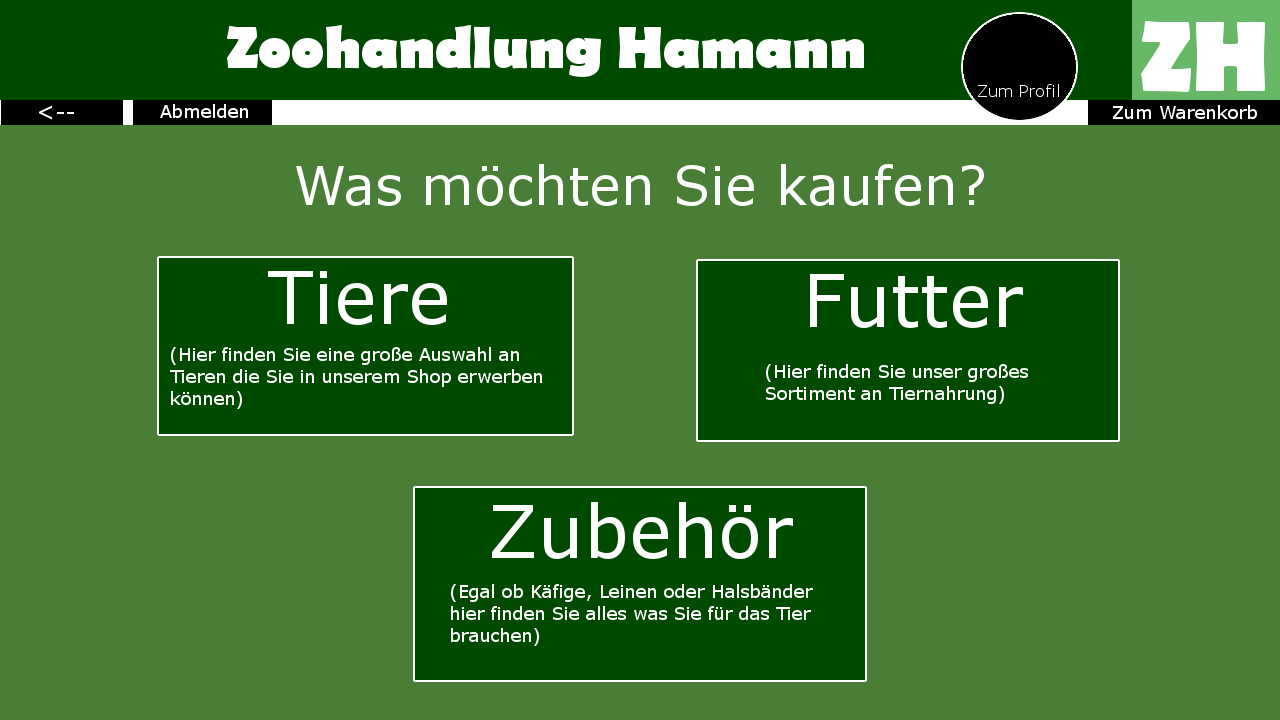 Zoohandlung Hamann
ZH
Zum Profil
<--
Abmelden
Zum Warenkorb
Was möchten Sie kaufen?
Tiere
(Hier finden Sie eine große Auswahl an
Tieren die Sie in unserem Shop erwerben
können)
Futter
(Hier finden Sie unser großes
Sortiment an Tiernahrung)
Zubehör
(Egal ob Käfige, Leinen oder Halsbänder
hier finden Sie alles was Sie für das Tier
brauchen)